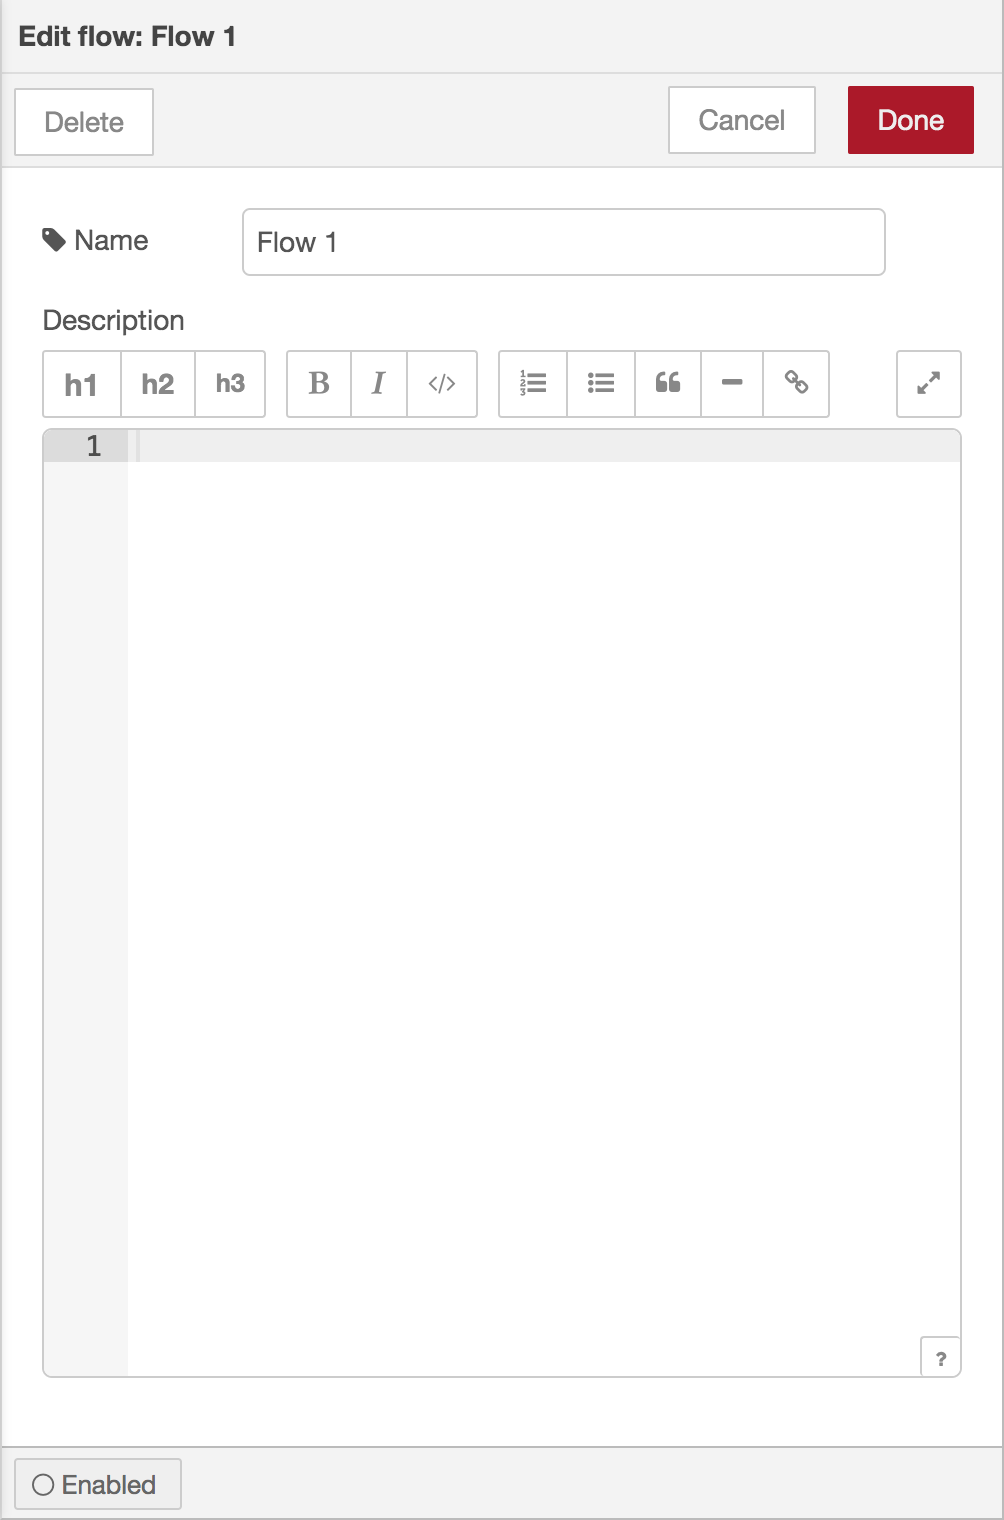 Edit flow: Flow 1
Delete Cancel Done
Name Flow 1
Description
h1 h2 h3 B I </>
1
?
Enabled